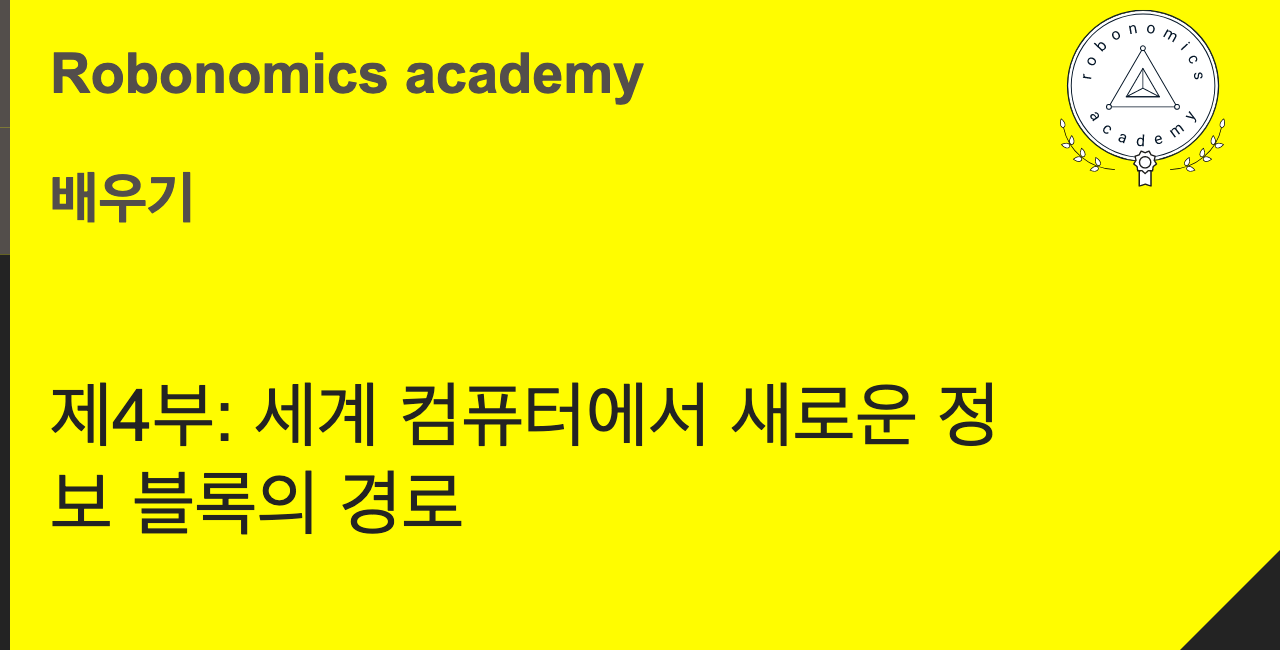 Robonomics academy
robonomics
academy
배우기
제4부: 세계 컴퓨터에서 새로운 정
보 블록의 경로